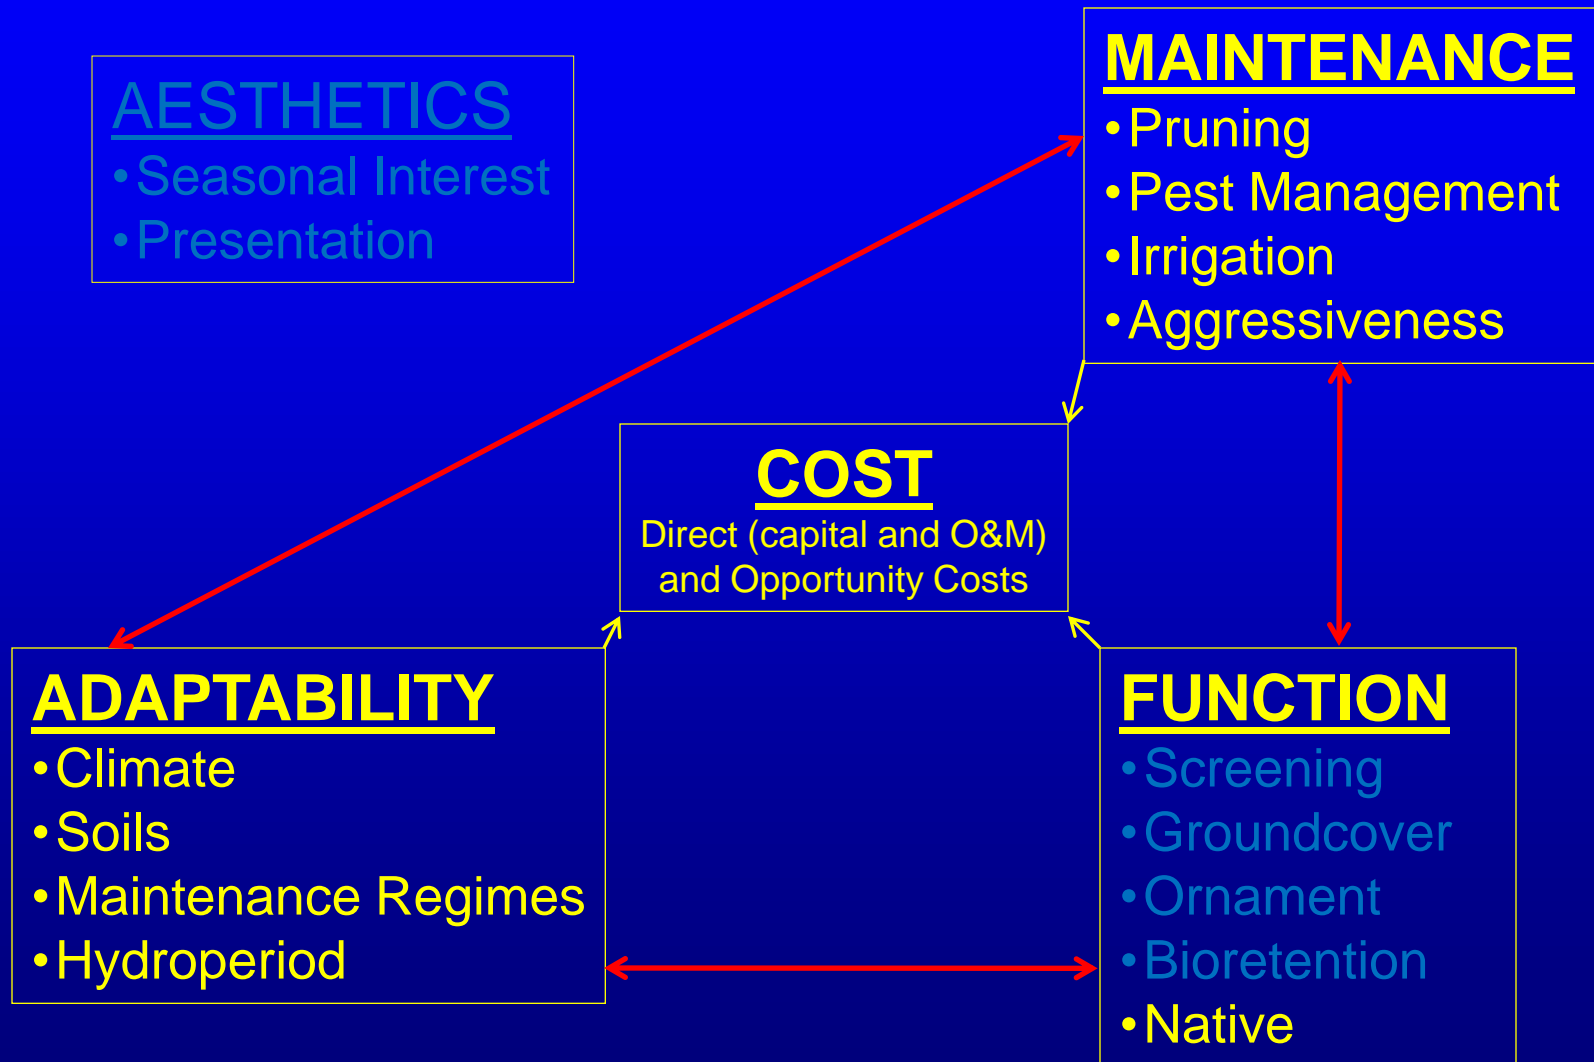 AESTHETICS
•Seasonal Interest
•Presentation
MAINTENANCE
•Pruning
•Pest Management
•Irrigation
•Aggressiveness
COST
Direct (capital and O&M)
and Opportunity Costs
ADAPTABILITY
•Climate
•Soils
•Maintenance Regimes
•Hydroperiod
FUNCTION
•Screening
•Groundcover
•Ornament
•Bioretention
•Native